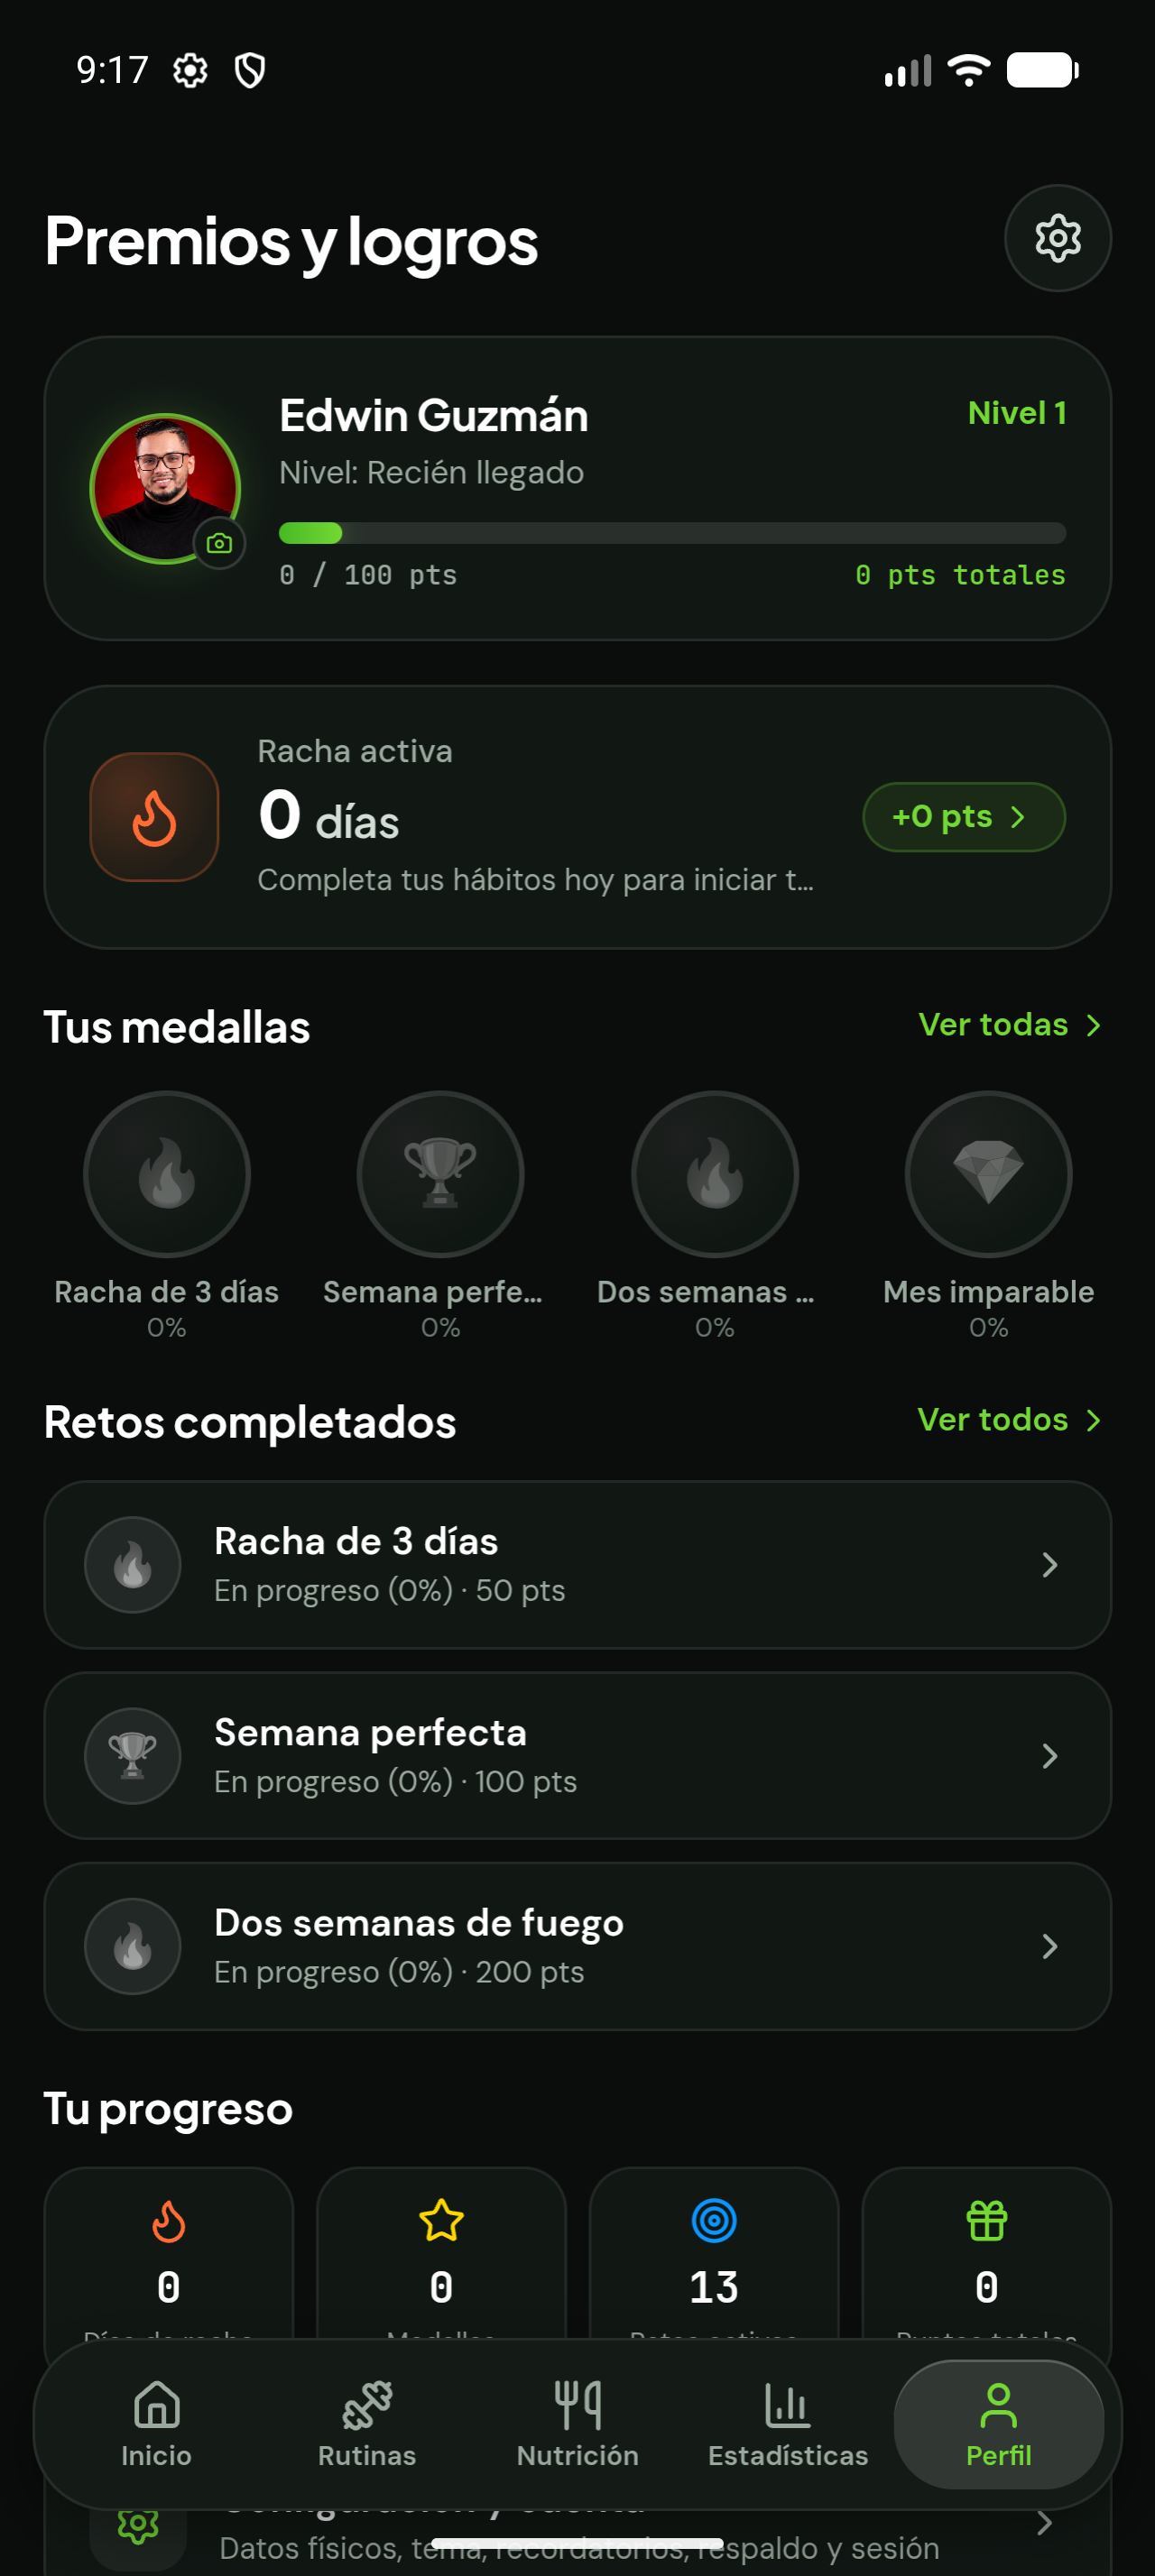 9:17
Premios y logros
Edwin Guzmán
Nivel 1
Nivel: Recién llegado
0 / 100 pts
0 pts totales
Racha activa
0 días
+0 pts
Completa tus hábitos hoy para iniciar t...
Tus medallas
Ver todas
Racha de 3 días
0%
Semana perfe...
0%
Dos semanas ...
0%
Mes imparable
0%
Retos completados
Ver todos
Racha de 3 días
En progreso (0%) · 50 pts
Semana perfecta
En progreso (0%) · 100 pts
Dos semanas de fuego
En progreso (0%) · 200 pts
Tu progreso
0
0
13
0
Inicio
Rutinas
Nutrición
Estadísticas
Perfil
Datos físicos, tema, recordatorios, respaldo y sesión